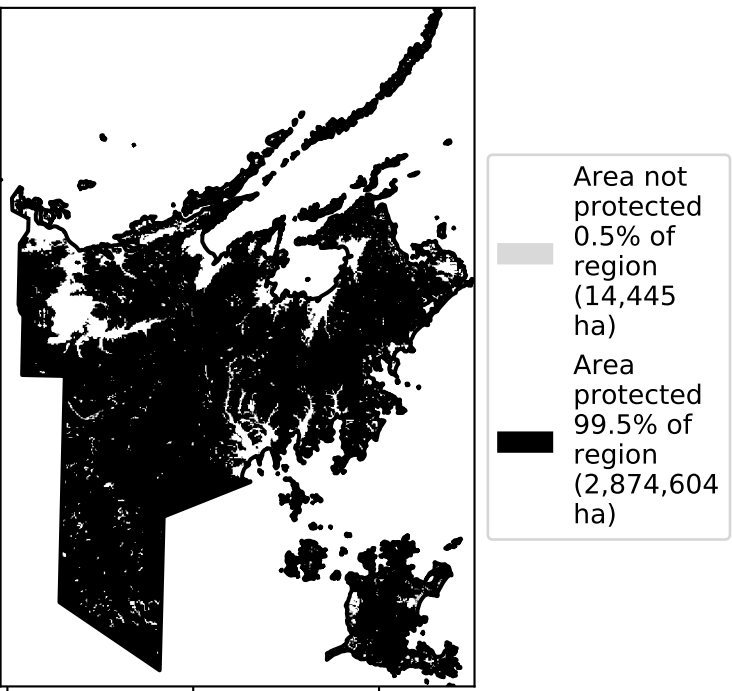 Area not
protected
0.5% of
region
(14,445
ha)
Area
protected
99.5% of
region
(2,874,604
ha)